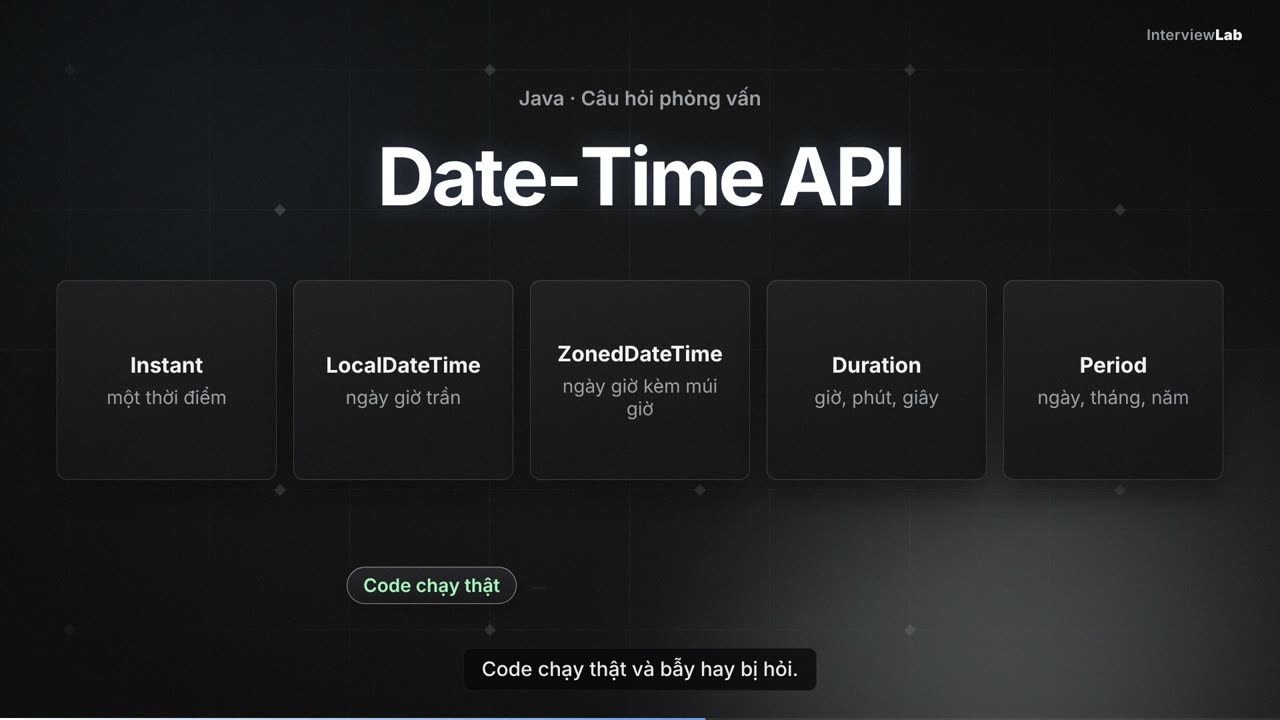 InterviewLab
Java · Câu hỏi phỏng vấn
Date-Time API
Instant
một thời điểm
LocalDateTime
ngày giờ trần
ZonedDateTime
ngày giờ kèm múi
giờ
Duration
giờ, phút, giây
Period
ngày, tháng, năm
Code chạy thật
Code chạy thật và bẫy hay bị hỏi.